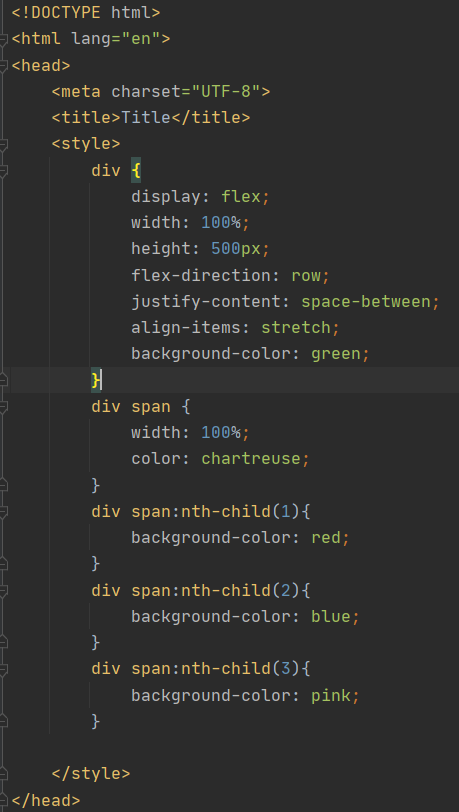 <!DOCTYPE html>
<html lang="en">
<head>
    <meta charset="UTF-8">
    <title>Title</title>
    <style>
        div {
            display: flex;
            width: 100%;
            height: 500px;
            flex-direction: row;
            justify-content: space-between;
            align-items: stretch;
            background-color: green;
        }
        div span {
            width: 100%;
            color: chartreuse;
        }
        div span:nth-child(1){
            background-color: red;
        }
        div span:nth-child(2){
            background-color: blue;
        }
        div span:nth-child(3){
            background-color: pink;
        }

    </style>
</head>